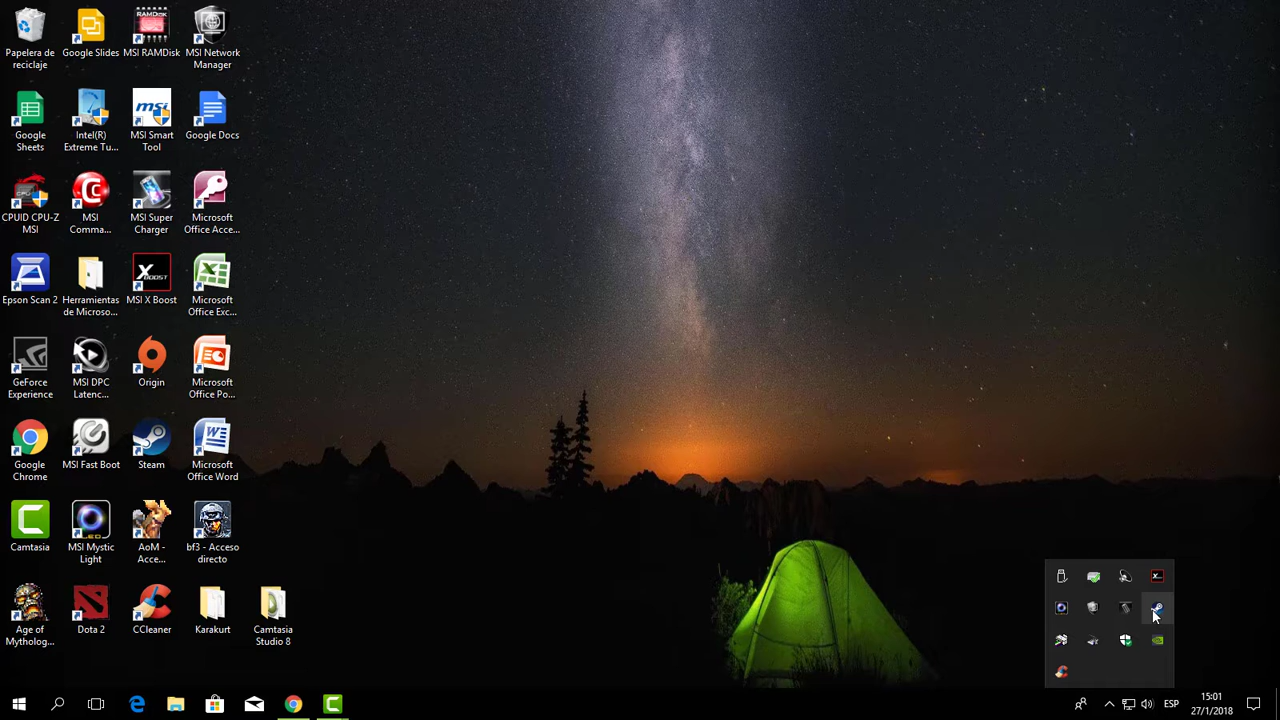 Papelera de
reciclaje
Google Slides
RAMDisk
MSI RAMDisk
MSI Network
Manager
Google
Sheets
Intel(R)
Extreme Tu...
msi
MSI Smart
Tool
Google Docs
CPU
CPUID CPU-Z
MSI
MSI
Comma...
MSI Super
Charger
Microsoft
Office Acce...
Epson Scan 2
Herramientas
de Microso...
X BOOST
MSI X Boost
Microsoft
Office Exc...
GeForce
Experience
MSI DPC
Latenc...
Origin
Microsoft
Office Po...
Google
Chrome
MSI Fast Boot
Steam
Microsoft
Office Word
Camtasia
MSI Mystic
Light
AoM -
Acce...
bf3 - Acceso
directo
Age of
Mytholog...
Dota 2
CCleaner
Karakurt
Camtasia
Studio 8
ESP
15:01
27/1/2018